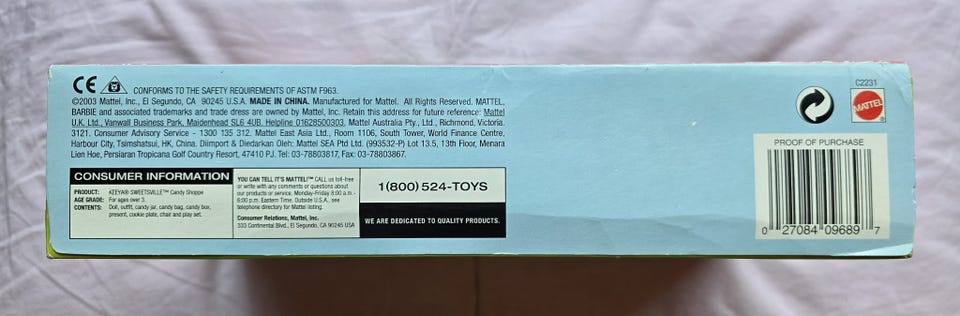 CE CONFORMS TO THE SAFETY REQUIREMENTS OF ASTM F963.
©2003 Mattel, Inc., El Segundo, CA 90245 U.S.A. MADE IN CHINA. Manufactured for Mattel. All Rights Reserved. MATTEL,
BARBIE and associated trademarks and trade dress are owned by Mattel, Inc. Retain this address for future reference: Mattel
U.K. Ltd., Vanwall Business Park, Maidenhead SL6 4UB. Helpline 01628500303. Mattel Australia Pty., Ltd., Richmond, Victoria.
3121. Consumer Advisory Service - 1300 135 312. Mattel East Asia Ltd., Room 1106, South Tower, World Finance Centre,
Harbour City, Tsimshatsui, HK, China. Diimport & Diedarkan Oleh: Mattel SEA Ptd Ltd. (993532-P) Lot 13.5, 13th Floor, Menara
Lien Hoe, Persiaran Tropicana Golf Country Resort, 47410 PJ. Tel: 03-78803817, Fax: 03-78803867.
CONSUMER INFORMATION
PRODUCT: KEEYA® SWEETSVILLE™ Candy Shoppe
AGE GRADE: For ages over 3.
CONTENTS: Doll, outfit, candy jar, candy bag, candy box,
present, cookie plate, chair and play set.
YOU CAN TELL IT'S MATTEL!™ CALL us toll-free
or write with any comments or questions about
our products or service. Monday-Friday 8:00 a.m.-
6:00 p.m. Eastern Time. Outside U.S.A., see
telephone directory for Mattel listing.
Consumer Relations, Mattel, Inc.
333 Continental Blvd., El Segundo, CA 90245 USA
1(800) 524-TOYS
WE ARE DEDICATED TO QUALITY PRODUCTS.
C2231
MATTEL
PROOF OF PURCHASE
0 27084 09689 7